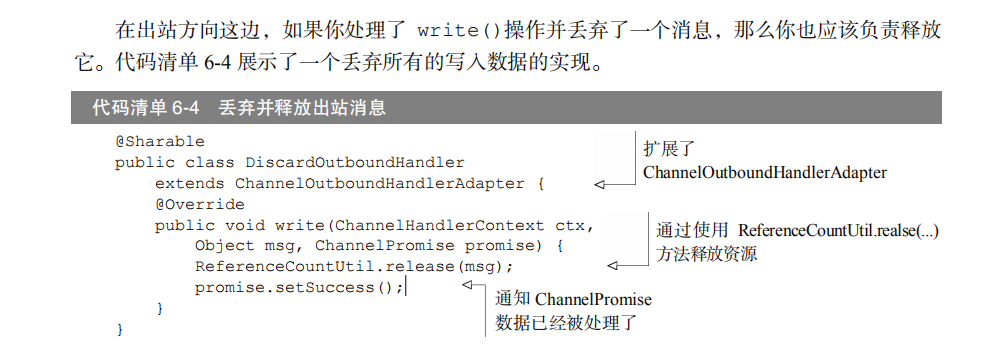 在出站方向这边，如果你处理了 write()操作并丢弃了一个消息，那么你也应该负责释放
它。代码清单 6-4 展示了一个丢弃所有的写入数据的实现。
代码清单 6-4 丢弃并释放出站消息
@Sharable
public class DiscardOutboundHandler
extends ChannelOutboundHandlerAdapter {
@Override
public void write(ChannelHandlerContext ctx,
Object msg, ChannelPromise promise) {
ReferenceCountUtil.release(msg);
promise.setSuccess();
}
}
扩展了
ChannelOutboundHandlerAdapter
通过使用 ReferenceCountUtil.realse(...)
方法释放资源
通知 ChannelPromise
数据已经被处理了